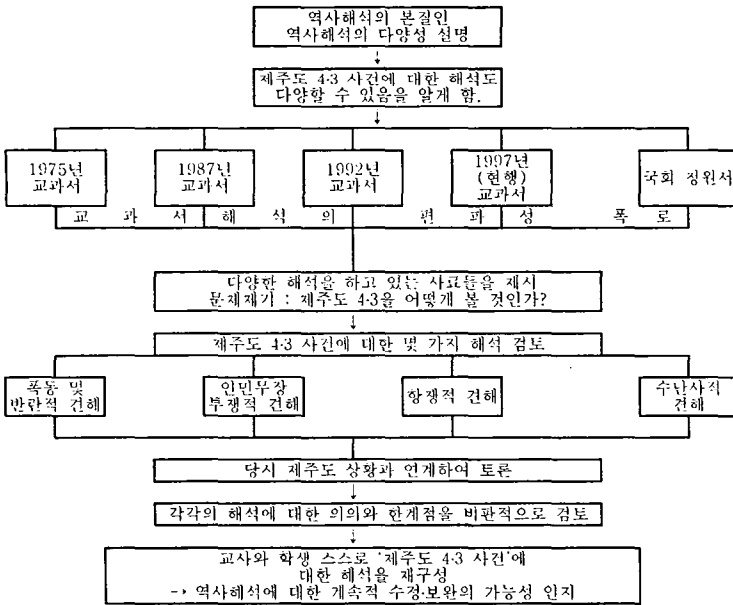 역사해석의 본질인
역사해석의 다양성 설명
제주도 4·3 사건에 대한 해석도
다양할 수 있음을 알게 함.
1975년
교과서
1987년
교과서
1992년
교과서
1997년
(현행)
교과서
국회 청원서
교 과 서 해 석 의 편 파 성 폭 로
다양한 해석을 하고 있는 사료들을 제시
문제제기 : 제주도 4·3을 어떻게 볼 것인가?
제주도 4·3 사건에 대한 몇 가지 해석 검토
폭동 및
반란적 견해
인민무장
투쟁적 견해
항쟁적 견해
수난사적
견해
당시 제주도 상황과 연계하여 토론
각각의 해석에 대한 의의와 한계점을 비판적으로 검토
교사와 학생 스스로 '제주도 4·3 사건'에
대한 해석을 재구성
→ 역사해석에 대한 계속적 수정·보완의 가능성 인지